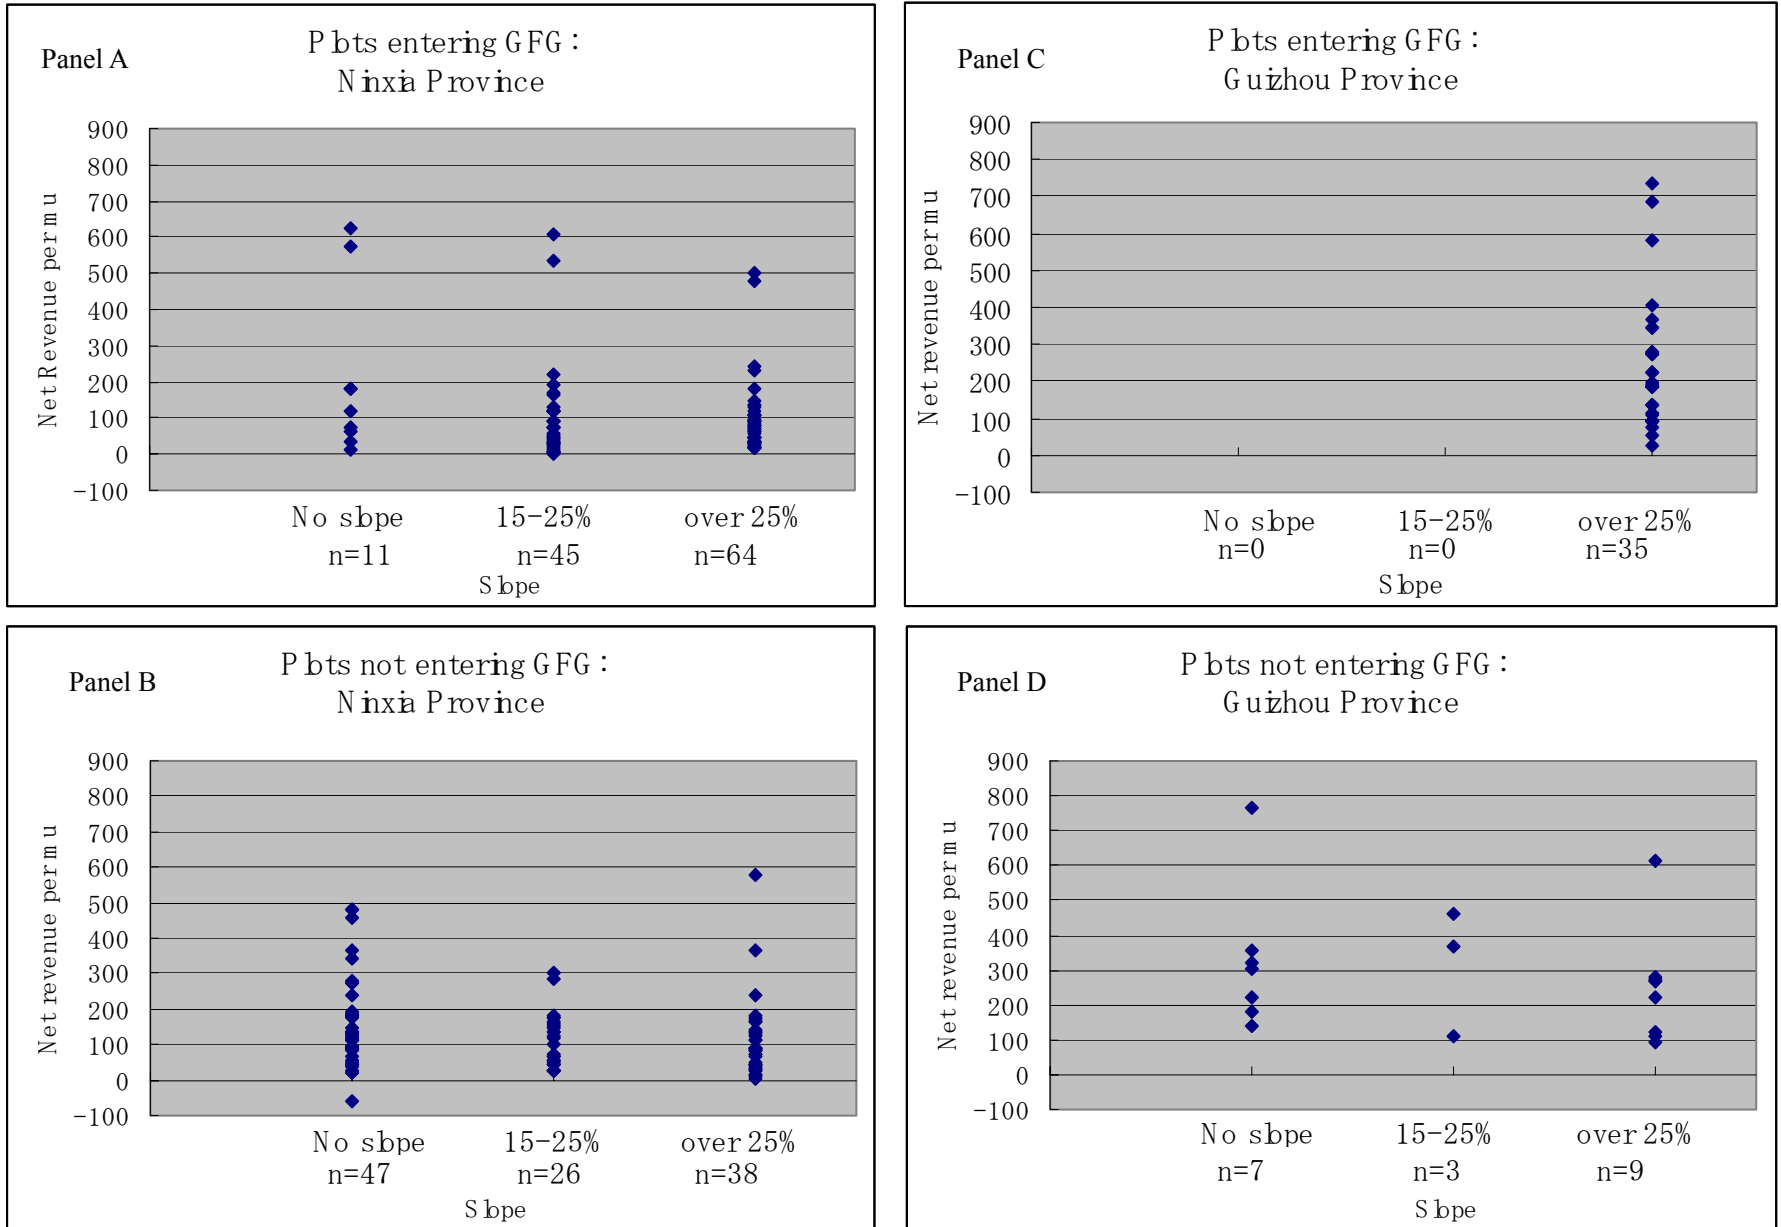 Panel A
Plots entering GFG:
Ninxia Province
900
800
700
600
500
400
300
200
100
0
-100
Net Revenue per mu
No slope
15-25%
over 25%
n=11
n=45
n=64
Slope
Panel C
Plots entering GFG:
Guizhou Province
900
800
700
600
500
400
300
200
100
0
-100
Net revenue per mu
No slope
15-25%
over 25%
n=0
n=0
n=35
Slope
Panel B
Plots not entering GFG:
Ninxia Province
900
800
700
600
500
400
300
200
100
0
-100
Net revenue per mu
No slope
15-25%
over 25%
n=47
n=26
n=38
Slope
Panel D
Plots not entering GFG:
Guizhou Province
900
800
700
600
500
400
300
200
100
0
-100
Net revenue per mu
No slope
15-25%
over 25%
n=7
n=3
n=9
Slope